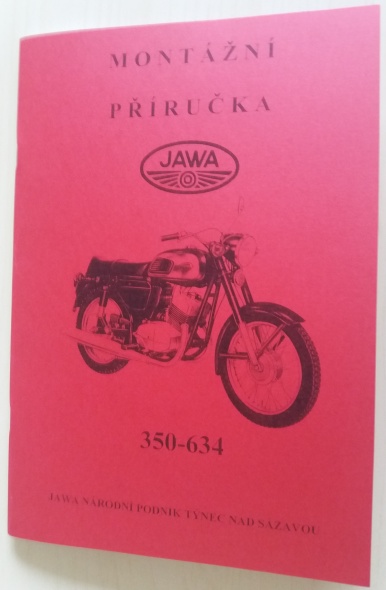 MONTÁŽNÍ
PŘÍRUČKA
JAWA
350-634
JAWA NÁRODNÍ PODNIK TÝNEC NAD SÁZAVOU